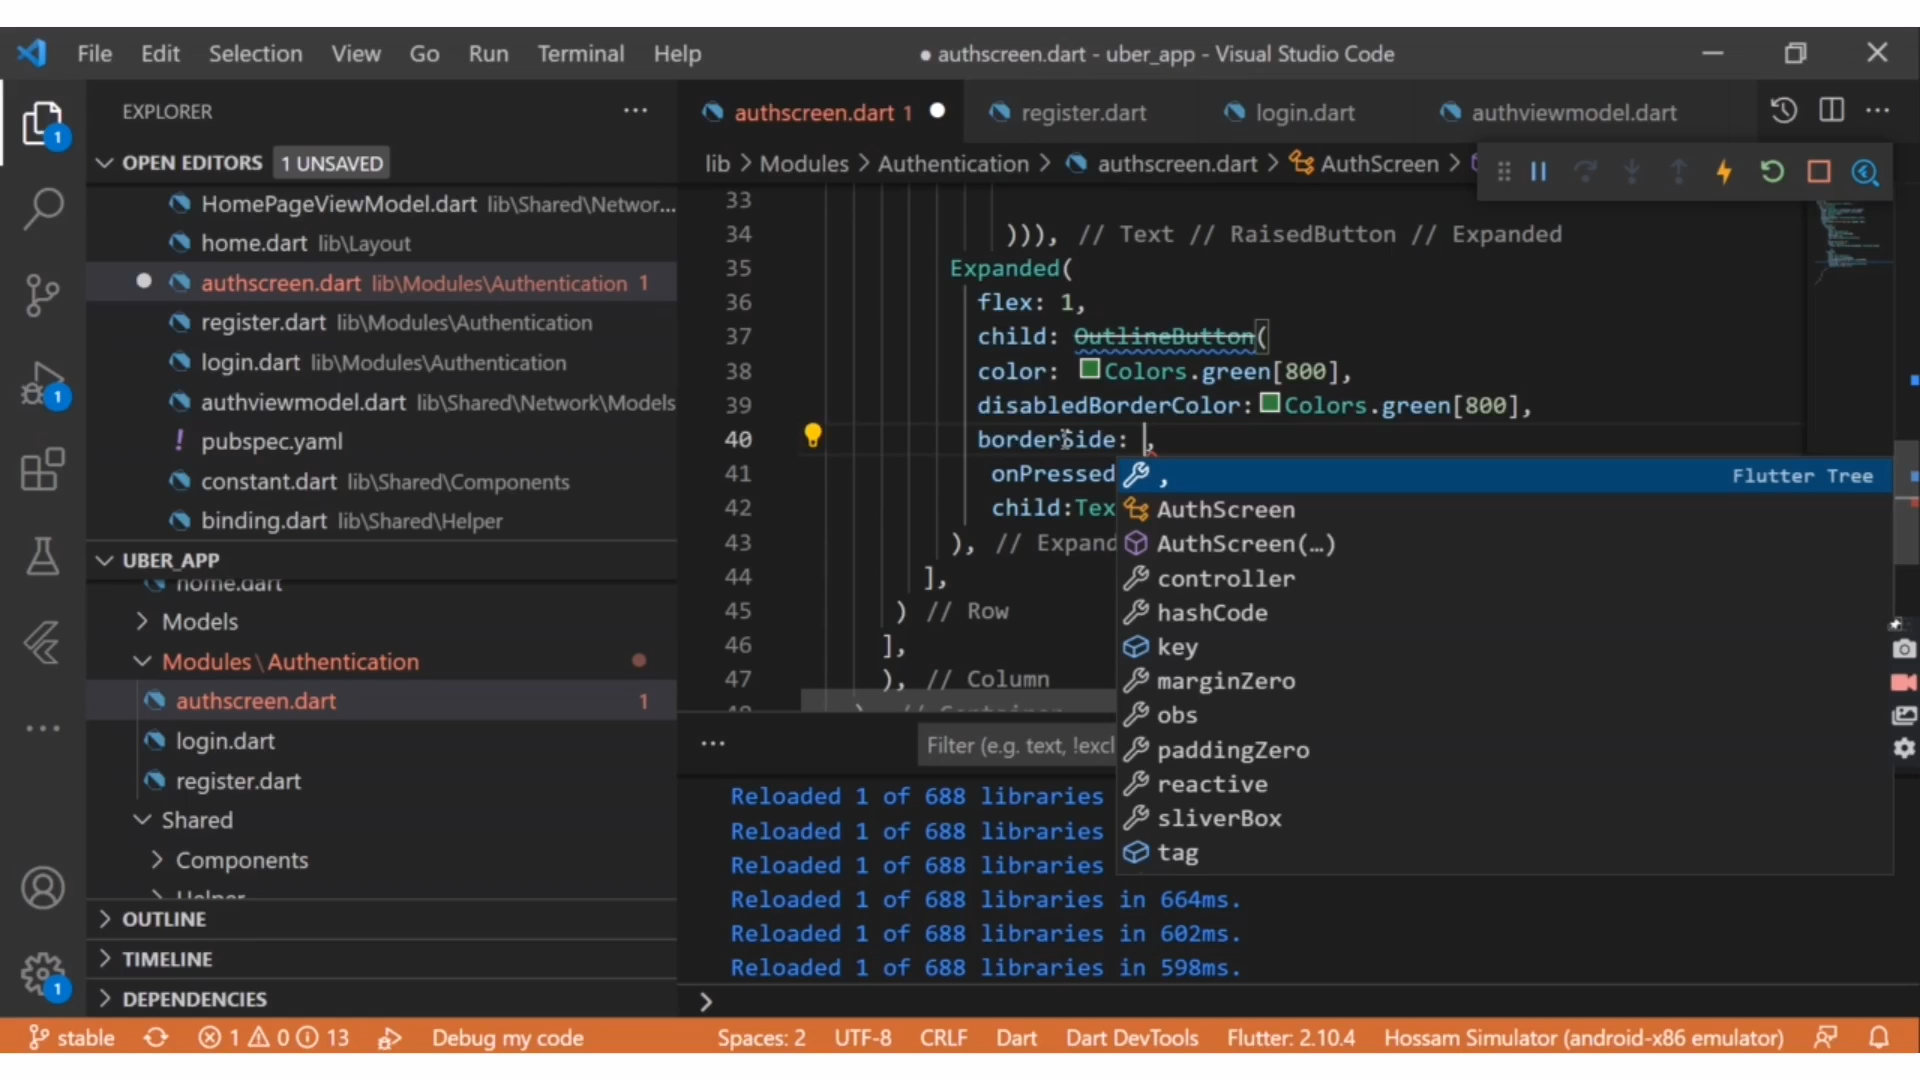 File Edit Selection View Go Run Terminal Help
● authscreen.dart - uber_app - Visual Studio Code
EXPLORER
OPEN EDITORS 1 UNSAVED
HomePageViewModel.dart lib\Shared\Networ...
home.dart lib\Layout
authscreen.dart lib\Modules\Authentication 1
register.dart lib\Modules\Authentication
login.dart lib\Modules\Authentication
authviewmodel.dart lib\Shared\Network\Models
! pubspec.yaml
constant.dart lib\Shared\Components
binding.dart lib\Shared\Helper
UBER_APP
home.dart
Models
Modules\Authentication
authscreen.dart 1
login.dart
register.dart
Shared
Components
Helper
OUTLINE
TIMELINE
DEPENDENCIES
1
1
1
authscreen.dart 1 register.dart login.dart authviewmodel.dart
lib > Modules > Authentication > authscreen.dart > AuthScreen >
33
34 ))), // Text // RaisedButton // Expanded
35 Expanded(
36 flex: 1,
37 child: OutlineButton(
38 color: Colors.green[800],
39 disabledBorderColor: Colors.green[800],
40 borderSide: ,
41 onPressed
42 child:Tex
43 ), // Expand
44 ],
45 ) // Row
46 ],
47 ), // Column
48 ) // Container
, Flutter Tree
AuthScreen
AuthScreen(…)
controller
hashCode
key
marginZero
obs
paddingZero
reactive
sliverBox
tag
Filter (e.g. text, !excl
Reloaded 1 of 688 libraries
Reloaded 1 of 688 libraries
Reloaded 1 of 688 libraries
Reloaded 1 of 688 libraries in 664ms.
Reloaded 1 of 688 libraries in 602ms.
Reloaded 1 of 688 libraries in 598ms.
stable 1 0 13 Debug my code Spaces: 2 UTF-8 CRLF Dart Dart DevTools Flutter: 2.10.4 Hossam Simulator (android-x86 emulator)